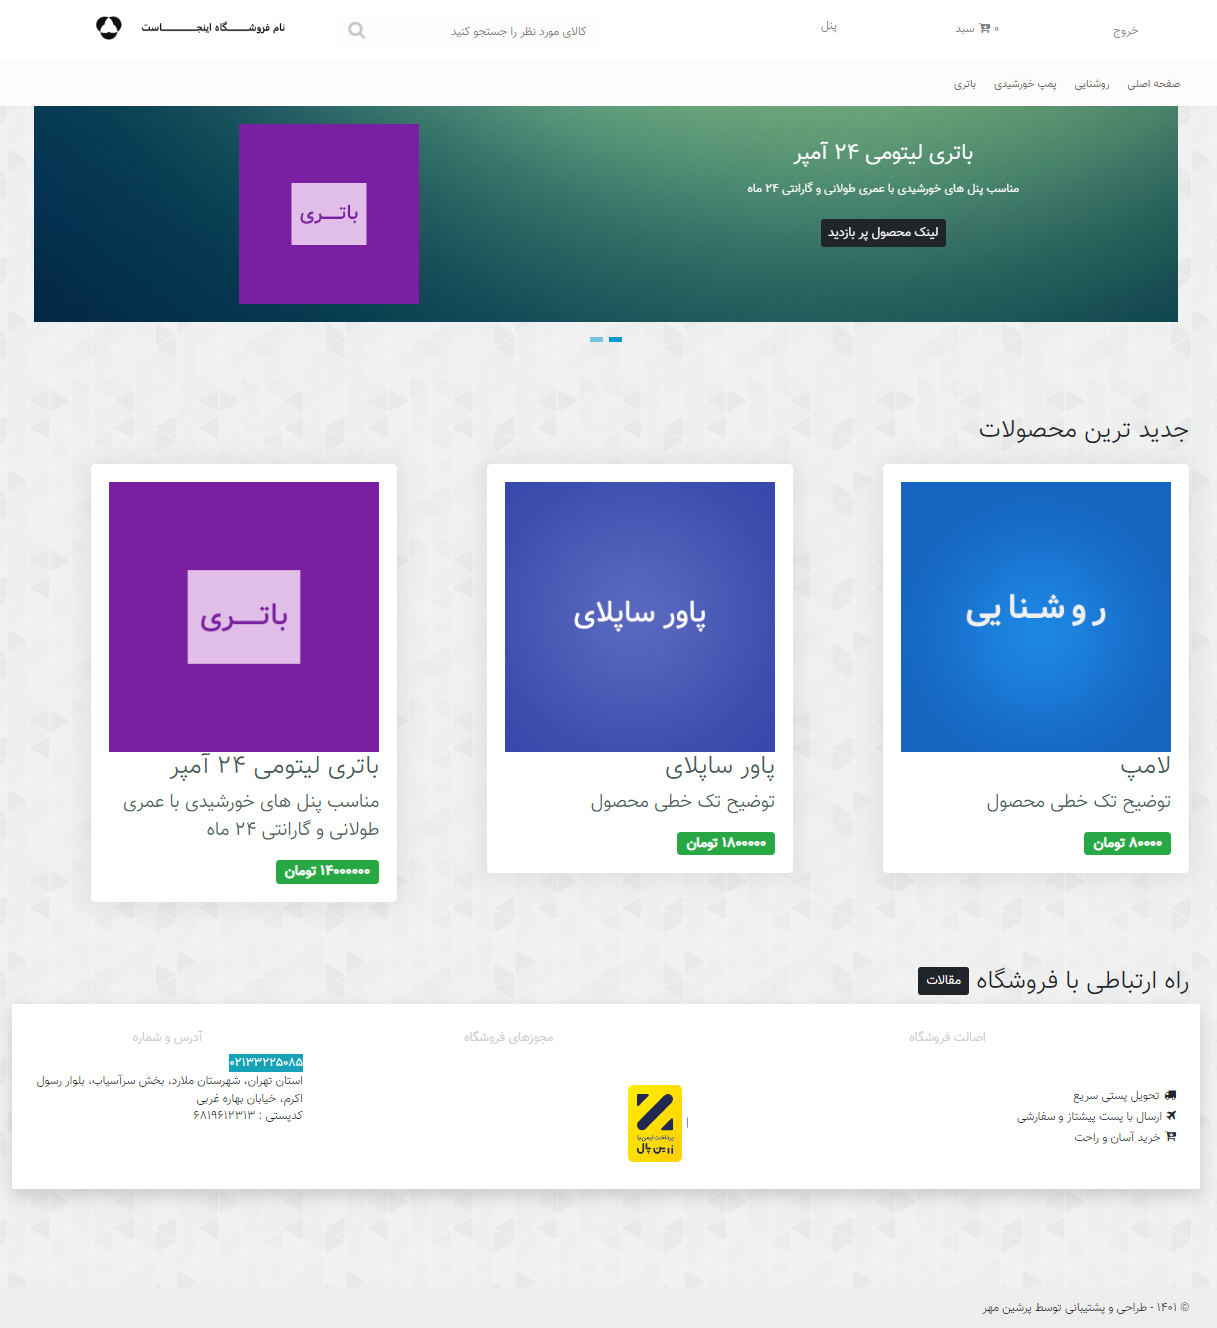 خروج
۰ سبد
پنل
کالای مورد نظر را جستجو کنید
نام فروشـــــگاه اینجـــــــاست
صفحه اصلی
روشنایی
پمپ خورشیدی
باتری
باتری لیتومی ۲۴ آمپر
مناسب پنل های خورشیدی با عمری طولانی و گارانتی ۲۴ ماه
لینک محصول پر بازدید
باتـــری
جدید ترین محصولات
روشنایی
لامپ
توضیح تک خطی محصول
۸۰۰۰۰ تومان
پاور ساپلای
پاور ساپلای
توضیح تک خطی محصول
۱۸۰۰۰۰۰ تومان
باتـــری
باتری لیتومی ۲۴ آمپر
مناسب پنل های خورشیدی با عمری
طولانی و گارانتی ۲۴ ماه
۱۴۰۰۰۰۰۰ تومان
راه ارتباطی با فروشگاه مقالات
اصالت فروشگاه
تحویل پستی سریع
ارسال با پست پیشتاز و سفارشی
خرید آسان و راحت
مجوزهای فروشگاه
|
پرداخت ایمن با
زرین پال
آدرس و شماره
۰۲۱۳۳۲۲۵۰۸۵
استان تهران، شهرستان ملارد، بخش سرآسیاب، بلوار رسول
اکرم، خیابان بهاره غربی
کدپستی : ۶۸۱۹۶۱۲۳۱۳
© ۱۴۰۱ - طراحی و پشتیبانی توسط پرشین مهر